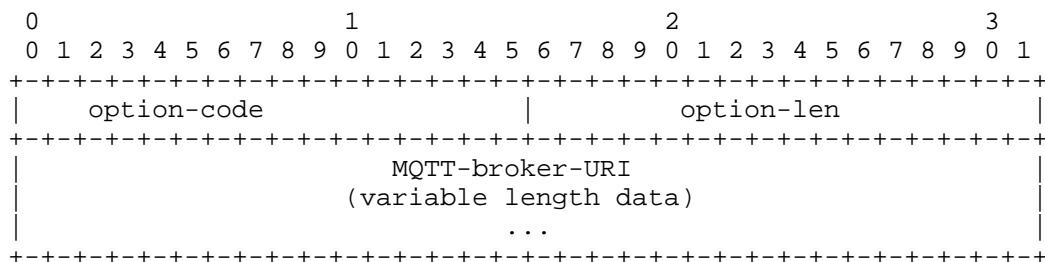 0                   1                   2                   3
 0 1 2 3 4 5 6 7 8 9 0 1 2 3 4 5 6 7 8 9 0 1 2 3 4 5 6 7 8 9 0 1
+-+-+-+-+-+-+-+-+-+-+-+-+-+-+-+-+-+-+-+-+-+-+-+-+-+-+-+-+-+-+-+-+
|    option-code                |         option-len            |
+-+-+-+-+-+-+-+-+-+-+-+-+-+-+-+-+-+-+-+-+-+-+-+-+-+-+-+-+-+-+-+-+
|                       MQTT-broker-URI                         |
|                    (variable length data)                     |
|                              ...                              |
+-+-+-+-+-+-+-+-+-+-+-+-+-+-+-+-+-+-+-+-+-+-+-+-+-+-+-+-+-+-+-+-+